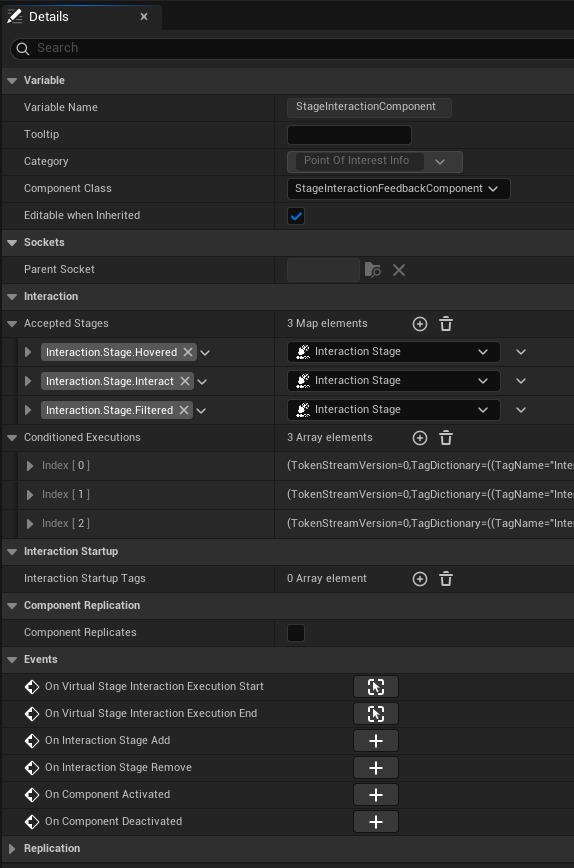 Details
Search
Variable
Variable Name StageInteractionComponent
Tooltip
Category Point Of Interest Info
Component Class StageInteractionFeedbackComponent
Editable when Inherited
Sockets
Parent Socket
Interaction
Accepted Stages 3 Map elements
Interaction.Stage.Hovered Interaction Stage
Interaction.Stage.Interact Interaction Stage
Interaction.Stage.Filtered Interaction Stage
Conditioned Executions 3 Array elements
Index [ 0 ] (TokenStreamVersion=0,TagDictionary=((TagName="Inte
Index [ 1 ] (TokenStreamVersion=0,TagDictionary=((TagName="Inte
Index [ 2 ] (TokenStreamVersion=0,TagDictionary=((TagName="Inte
Interaction Startup
Interaction Startup Tags 0 Array element
Component Replication
Component Replicates
Events
On Virtual Stage Interaction Execution Start
On Virtual Stage Interaction Execution End
On Interaction Stage Add
On Interaction Stage Remove
On Component Activated
On Component Deactivated
Replication